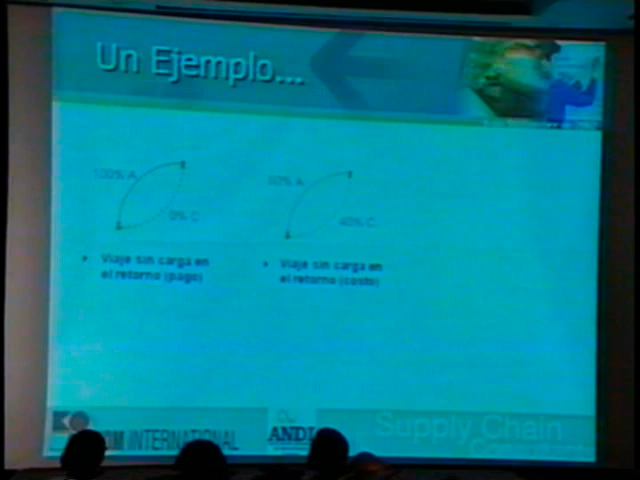 Un Ejemplo...
100% A
0% C
40% C
Viaje sin carga en
el retorno (pago)
Viaje sin carga en
el retorno (costo)
INTERNATIONAL
ANDI
Supply Chain